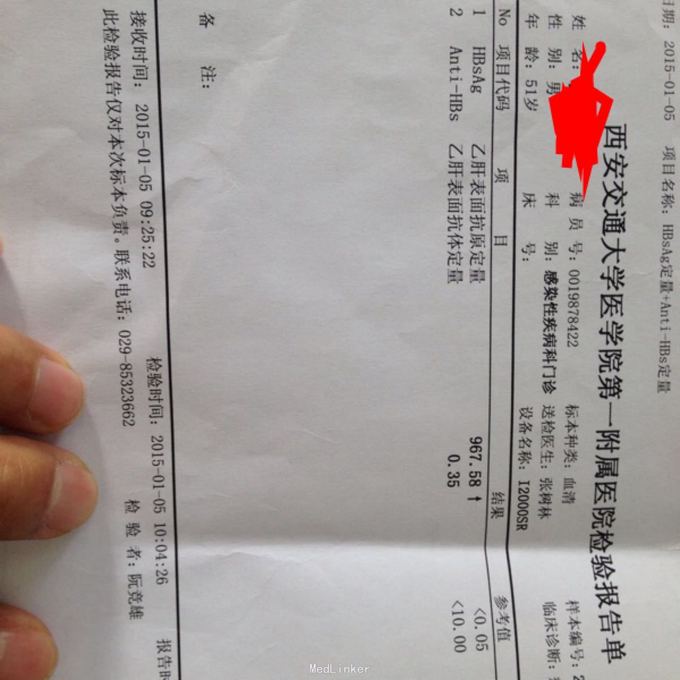 日期: 2015-01-05 项目名称: HBsAg定量+Anti-HBs定量
西安交通大学医学院第一附属医院检验报告单
姓 名: 病 员 号: 0019878422 标本种类: 血清 样本编号: 2
性 别: 男 科 别: 感染性疾病科门诊 送检医生: 张树林 临床诊断:
年 龄: 51岁 床 号: 设备名称: I2000SR
No 项目代码 项 目 结果 参考值
1 HBsAg 乙肝表面抗原定量 967.58 ↑ <0.05
2 Anti-HBs 乙肝表面抗体定量 0.35 <10.00
备 注:
接收时间: 2015-01-05 09:25:22 检验时间: 2015-01-05 10:04:26 检 验 者: 阮竞雄 报告时
此检验报告仅对本次标本负责。联系电话: 029-85323662
MedLinker